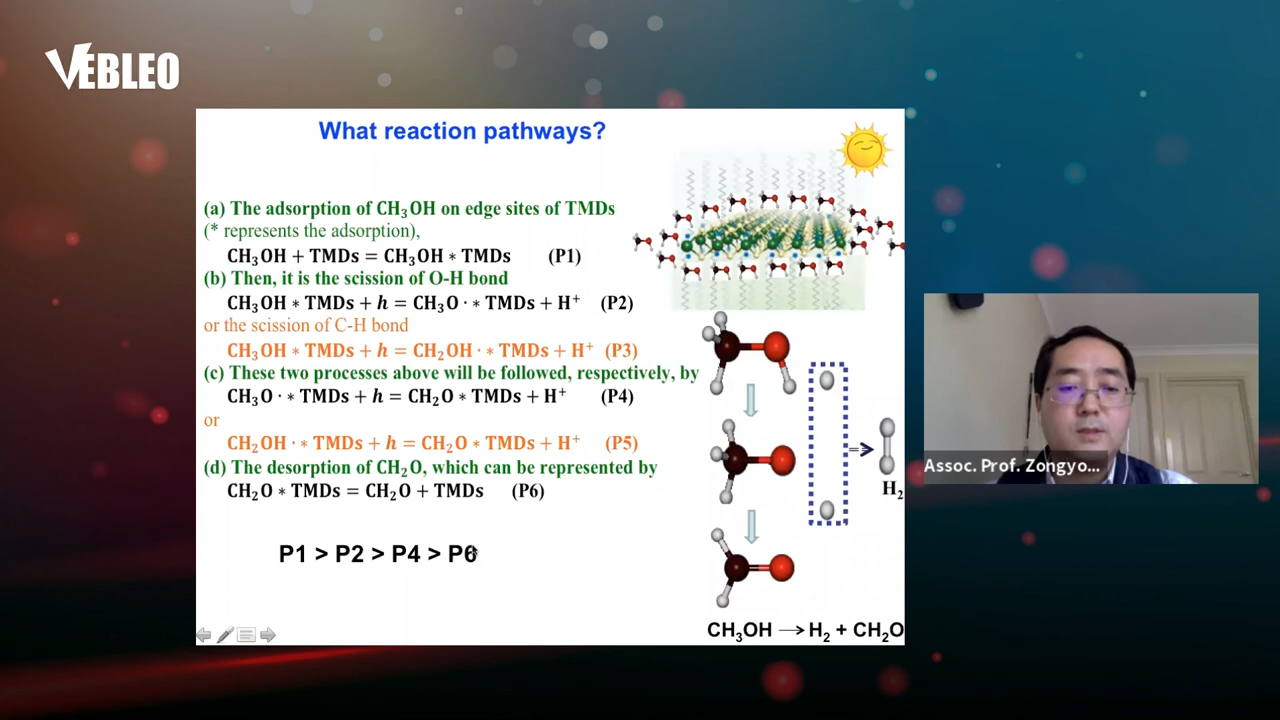 VEBLEO
What reaction pathways?
(a) The adsorption of CH₃OH on edge sites of TMDs
(* represents the adsorption),
CH₃OH + TMDs = CH₃OH ∗ TMDs (P1)
(b) Then, it is the scission of O-H bond
CH₃OH ∗ TMDs + h = CH₃O · ∗ TMDs + H⁺ (P2)
or the scission of C-H bond
CH₃OH ∗ TMDs + h = CH₂OH · ∗ TMDs + H⁺ (P3)
(c) These two processes above will be followed, respectively, by
CH₃O · ∗ TMDs + h = CH₂O ∗ TMDs + H⁺ (P4)
or
CH₂OH · ∗ TMDs + h = CH₂O ∗ TMDs + H⁺ (P5)
(d) The desorption of CH₂O, which can be represented by
CH₂O ∗ TMDs = CH₂O + TMDs (P6)
P1 > P2 > P4 > P6
H₂
CH₃OH → H₂ + CH₂O
Assoc. Prof. Zongyo...